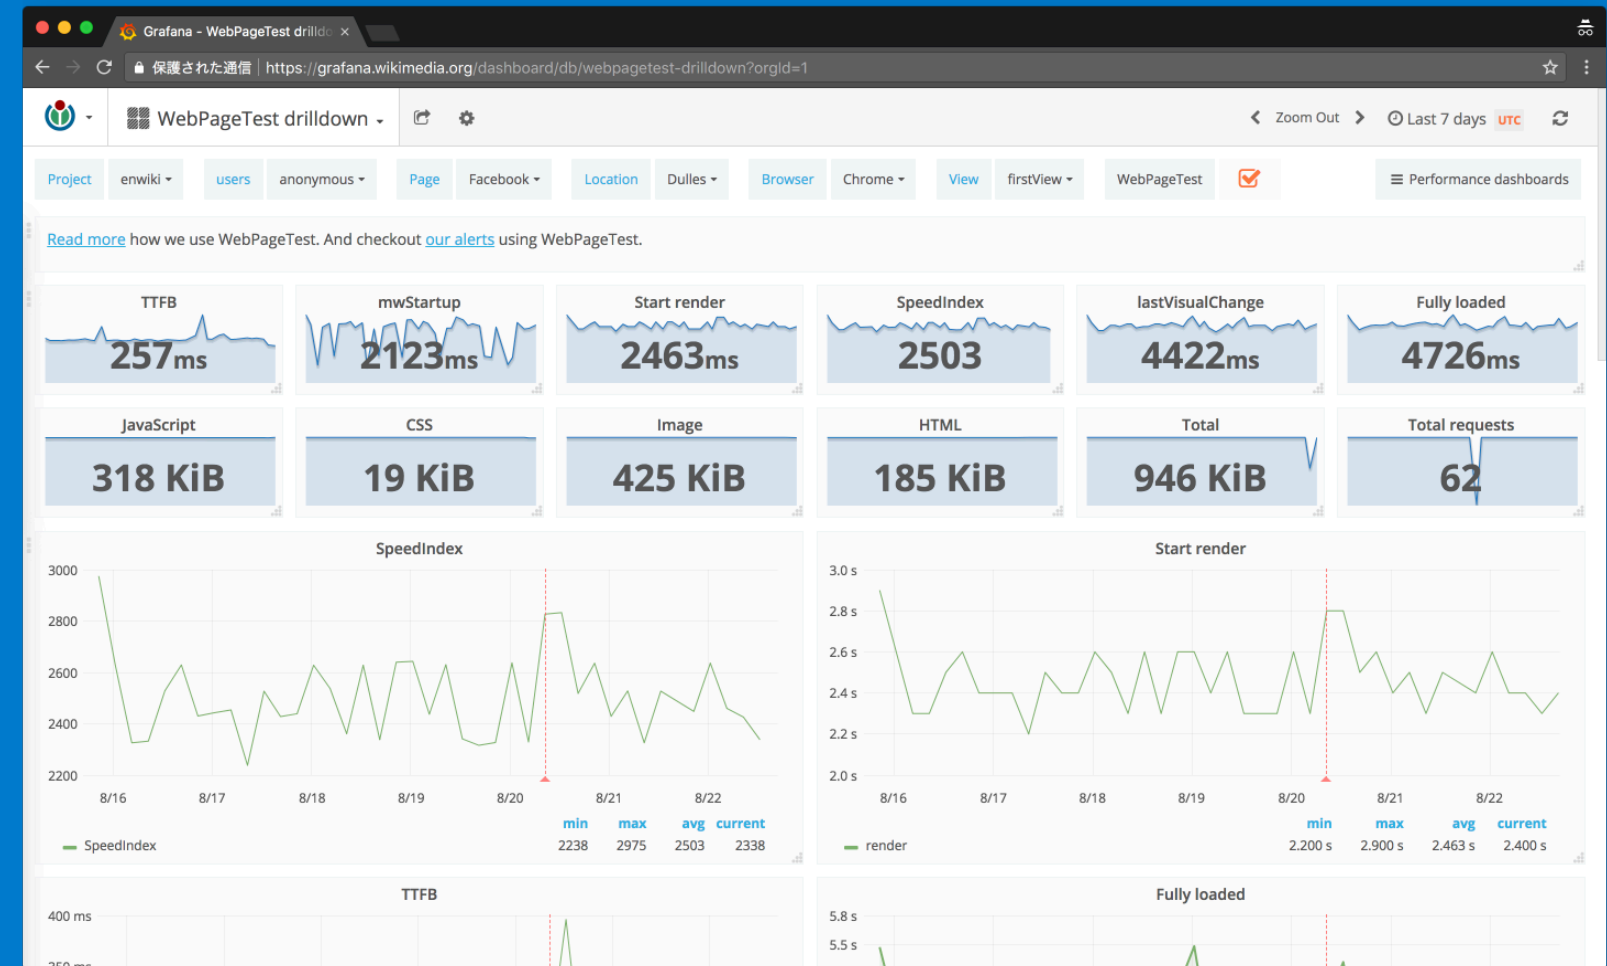 Grafana - WebPageTest drilldo
保護された通信 https://grafana.wikimedia.org/dashboard/db/webpagetest-drilldown?orgId=1
WebPageTest drilldown Zoom Out Last 7 days UTC
Project enwiki users anonymous Page Facebook Location Dulles Browser Chrome View firstView WebPageTest Performance dashboards
Read more how we use WebPageTest. And checkout our alerts using WebPageTest.
TTFB mwStartup Start render SpeedIndex lastVisualChange Fully loaded
257ms 2123ms 2463ms 2503 4422ms 4726ms
JavaScript CSS Image HTML Total Total requests
318 KiB 19 KiB 425 KiB 185 KiB 946 KiB 62
SpeedIndex
3000
2800
2600
2400
2200
8/16 8/17 8/18 8/19 8/20 8/21 8/22
min max avg current
SpeedIndex 2238 2975 2503 2338
Start render
3.0 s
2.8 s
2.6 s
2.4 s
2.2 s
2.0 s
8/16 8/17 8/18 8/19 8/20 8/21 8/22
min max avg current
render 2.200 s 2.900 s 2.463 s 2.400 s
TTFB
400 ms
Fully loaded
5.8 s
5.5 s